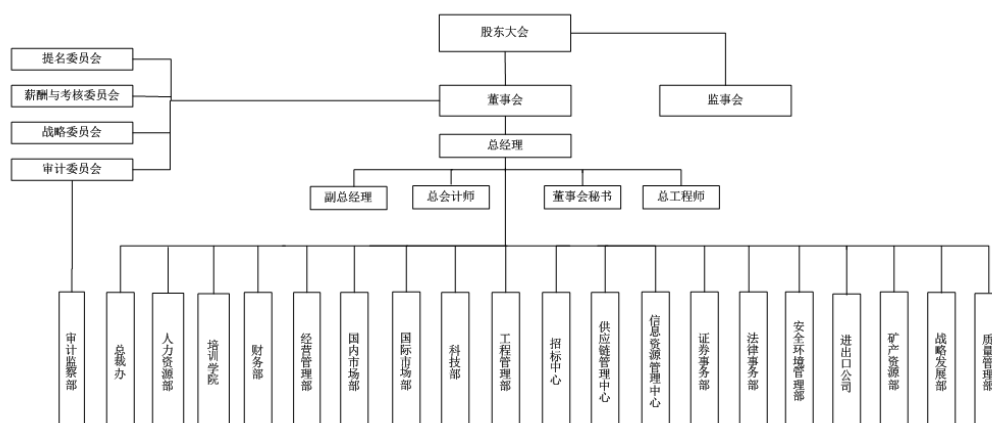 股东大会
提名委员会
薪酬与考核委员会
董事会
监事会
战略委员会
总经理
审计委员会
副总经理
总会计师
董事会秘书
总工程师
审计监察部
总裁办
人力资源部
培训学院
财务部
经营管理部
国内市场部
国际市场部
科技部
工程管理部
招标中心
供应链管理中心
信息资源管理中心
证券事务部
法律事务部
安全环境管理部
进出口公司
矿产资源部
战略发展部
质量管理部